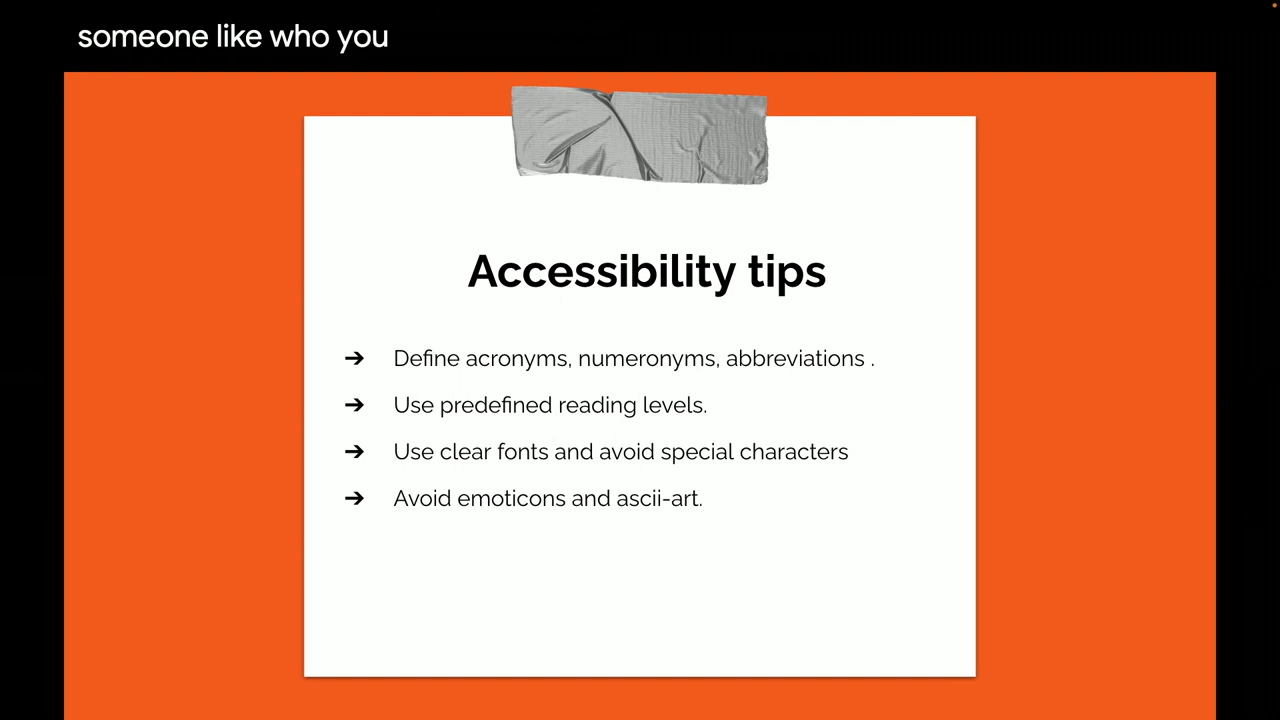 someone like who you
Accessibility tips
➔ Define acronyms, numeronyms, abbreviations .
➔ Use predefined reading levels.
➔ Use clear fonts and avoid special characters
➔ Avoid emoticons and ascii-art.